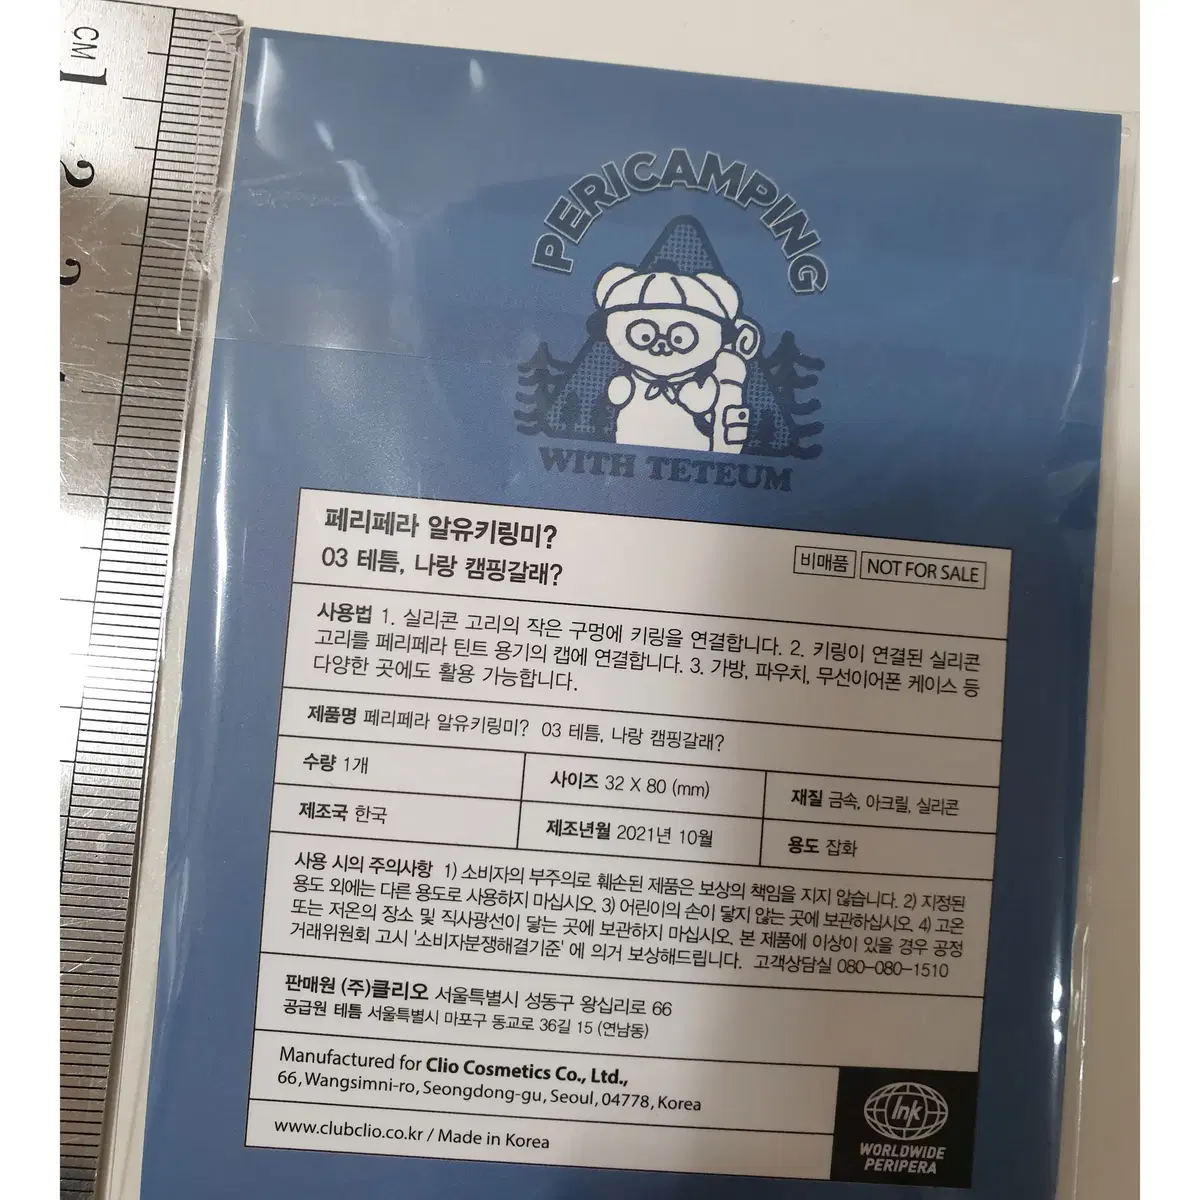 CM
1
2
3
PERICAMPING
WITH TETEUM
페리페라 알유키링미?
03 테틈, 나랑 캠핑갈래?
비매품 NOT FOR SALE
사용법 1. 실리콘 고리의 작은 구멍에 키링을 연결합니다. 2. 키링이 연결된 실리콘
고리를 페리페라 틴트 용기의 캡에 연결합니다. 3. 가방, 파우치, 무선이어폰 케이스 등
다양한 곳에도 활용 가능합니다.
제품명 페리페라 알유키링미? 03 테틈, 나랑 캠핑갈래?
수량 1개 사이즈 32 X 80 (mm) 재질 금속, 아크릴, 실리콘
제조국 한국 제조년월 2021년 10월 용도 잡화
사용 시의 주의사항 1) 소비자의 부주의로 훼손된 제품은 보상의 책임을 지지 않습니다. 2) 지정된
용도 외에는 다른 용도로 사용하지 마십시오. 3) 어린이의 손이 닿지 않는 곳에 보관하십시오. 4) 고온
또는 저온의 장소 및 직사광선이 닿는 곳에 보관하지 마십시오. 본 제품에 이상이 있을 경우 공정
거래위원회 고시 '소비자분쟁해결기준' 에 의거 보상해드립니다. 고객상담실 080-080-1510
판매원 (주)클리오 서울특별시 성동구 왕십리로 66
공급원 테틈 서울특별시 마포구 동교로 36길 15 (연남동)
Manufactured for Clio Cosmetics Co., Ltd.,
66, Wangsimni-ro, Seongdong-gu, Seoul, 04778, Korea
www.clubclio.co.kr / Made in Korea
Ink
WORLDWIDE
PERIPERA